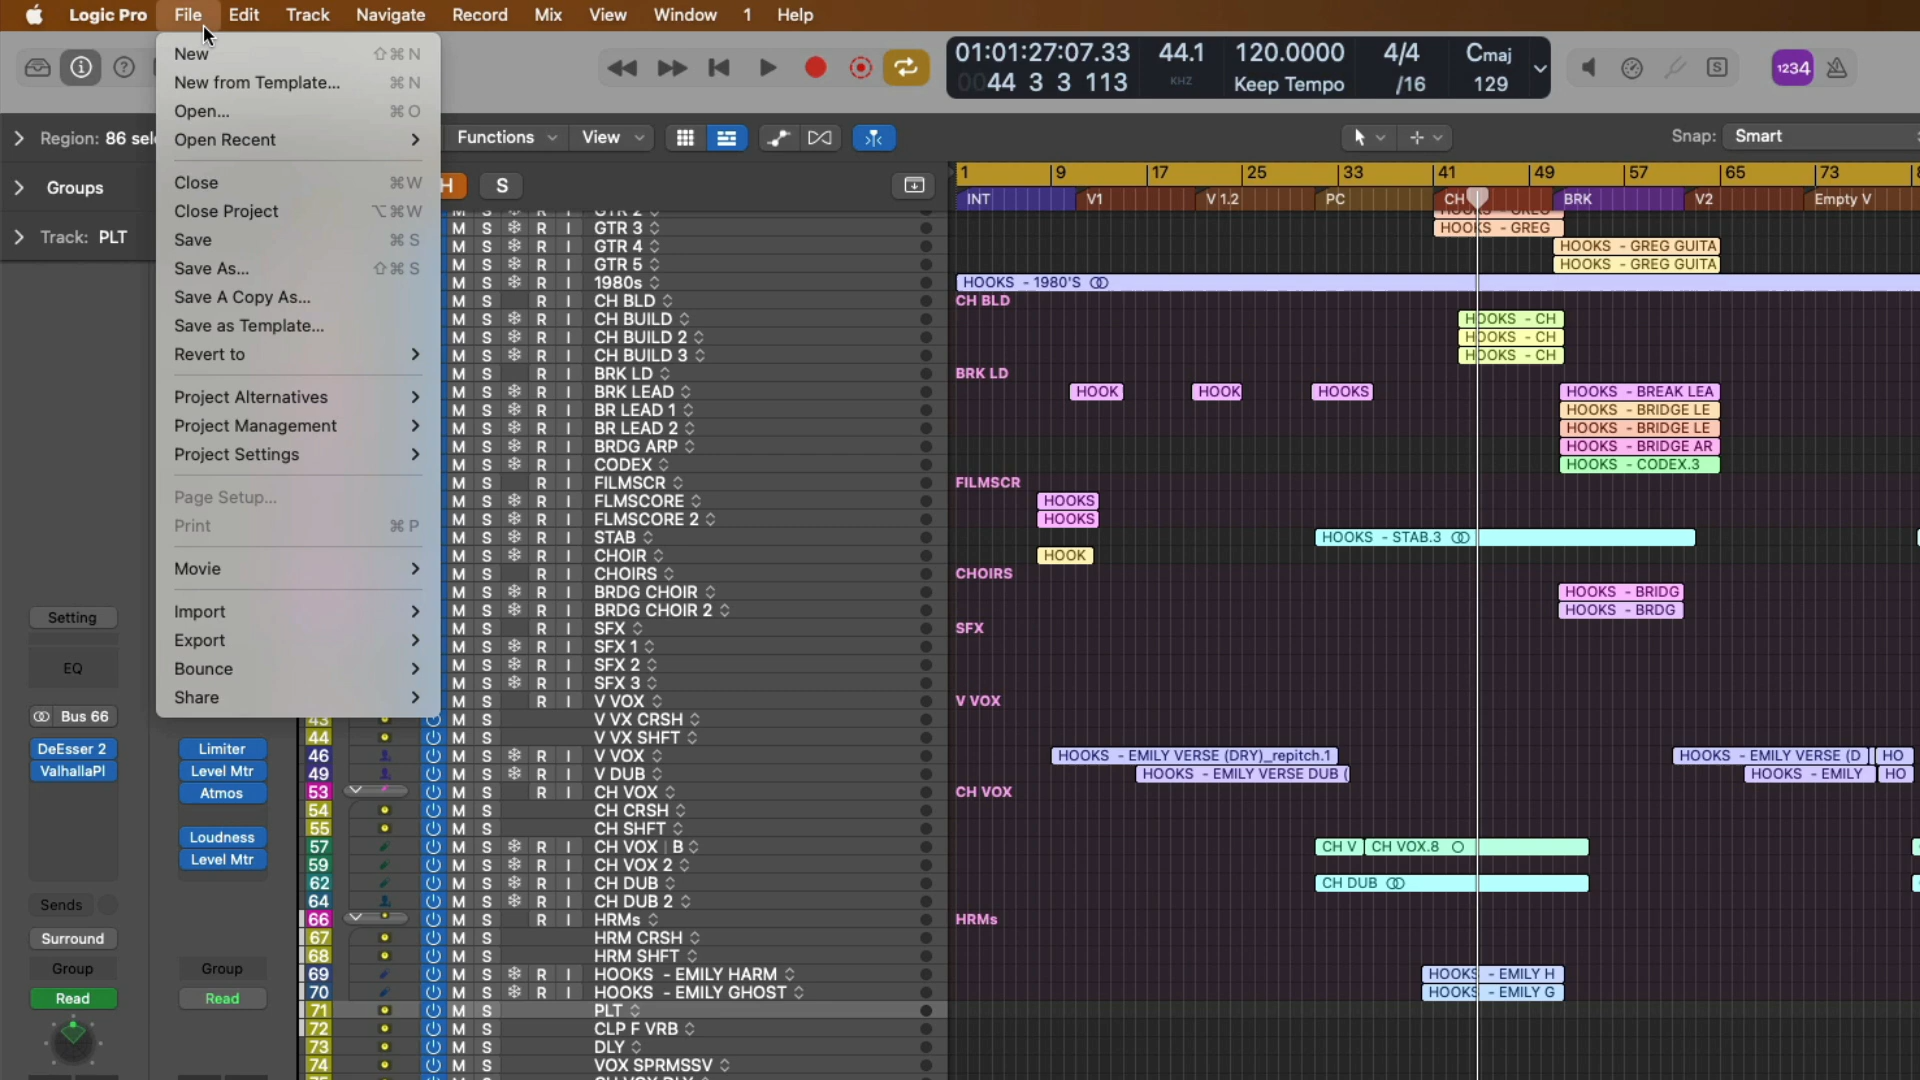 Logic Pro File Edit Track Navigate Record Mix View Window 1 Help
New ⇧⌘N
New from Template... ⌘N
Open... ⌘O
Open Recent
Close ⌘W
Close Project ⌥⌘W
Save ⌘S
Save As... ⇧⌘S
Save A Copy As...
Save as Template...
Revert to
Project Alternatives
Project Management
Project Settings
Page Setup...
Print ⌘P
Movie
Import
Export
Bounce
Share
01:01:27:07.33 44.1 120.0000 4/4 Cmaj
0044 3 3 113 KHZ Keep Tempo /16 129
1234
Region: 86 sele
Functions View
Snap: Smart
Groups
H S
Track: PLT
1 9 17 25 33 41 49 57 65 73
INT V1 V 1.2 PC CH BRK V2 Empty V
M S R I GTR 2
M S R I GTR 3 HOOKS - GREG
M S R I GTR 4 HOOKS - GREG GUITA
M S R I GTR 5 HOOKS - GREG GUITA
M S R I 1980s HOOKS - 1980'S
M S R I CH BLD CH BLD
M S R I CH BUILD HOOKS - CH
M S R I CH BUILD 2 HOOKS - CH
M S R I CH BUILD 3 HOOKS - CH
M S R I BRK LD BRK LD
M S R I BRK LEAD HOOK HOOK HOOKS HOOKS - BREAK LEA
M S R I BR LEAD 1 HOOKS - BRIDGE LE
M S R I BR LEAD 2 HOOKS - BRIDGE LE
M S R I BRDG ARP HOOKS - BRIDGE AR
M S R I CODEX HOOKS - CODEX.3
M S R I FILMSCR FILMSCR
M S R I FLMSCORE HOOKS
M S R I FLMSCORE 2 HOOKS
M S R I STAB HOOKS - STAB.3
M S R I CHOIR HOOK
M S R I CHOIRS CHOIRS
M S R I BRDG CHOIR HOOKS - BRIDG
M S R I BRDG CHOIR 2 HOOKS - BRDG
M S R I SFX SFX
M S R I SFX 1
M S R I SFX 2
M S R I SFX 3
M S R I V VOX V VOX
43 M S V VX CRSH
44 M S V VX SHFT
46 M S R I V VOX HOOKS - EMILY VERSE (DRY)_repitch.1 HOOKS - EMILY VERSE (D HO
49 M S R I V DUB HOOKS - EMILY VERSE DUB ( HOOKS - EMILY HO
53 M S R I CH VOX CH VOX
54 M S CH CRSH
55 M S CH SHFT
57 M S R I CH VOX | B CH V CH VOX.8
59 M S R I CH VOX 2
62 M S R I CH DUB CH DUB
64 M S R I CH DUB 2
66 M S R I HRMs HRMs
67 M S HRM CRSH
68 M S HRM SHFT
69 M S R I HOOKS - EMILY HARM HOOKS - EMILY H
70 M S R I HOOKS - EMILY GHOST HOOKS - EMILY G
71 M S PLT
72 M S CLP F VRB
73 M S DLY
74 M S VOX SPRMSSV
Setting
EQ
Bus 66
DeEsser 2
ValhallaPl
Sends
Surround
Group
Read
Limiter
Level Mtr
Atmos
Loudness
Level Mtr
Group
Read